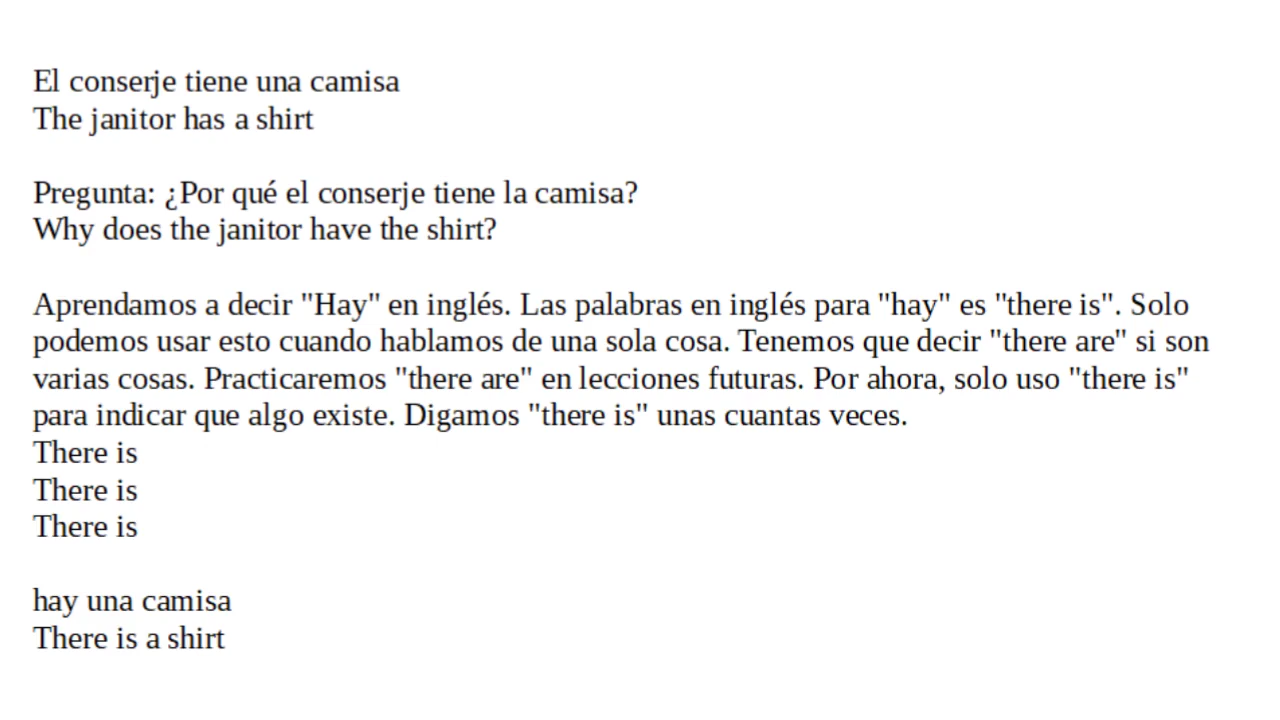 El conserje tiene una camisa
The janitor has a shirt
Pregunta: ¿Por qué el conserje tiene la camisa?
Why does the janitor have the shirt?
Aprendamos a decir "Hay" en inglés. Las palabras en inglés para "hay" es "there is". Solo
podemos usar esto cuando hablamos de una sola cosa. Tenemos que decir "there are" si son
varias cosas. Practicaremos "there are" en lecciones futuras. Por ahora, solo uso "there is"
para indicar que algo existe. Digamos "there is" unas cuantas veces.
There is
There is
There is
hay una camisa
There is a shirt